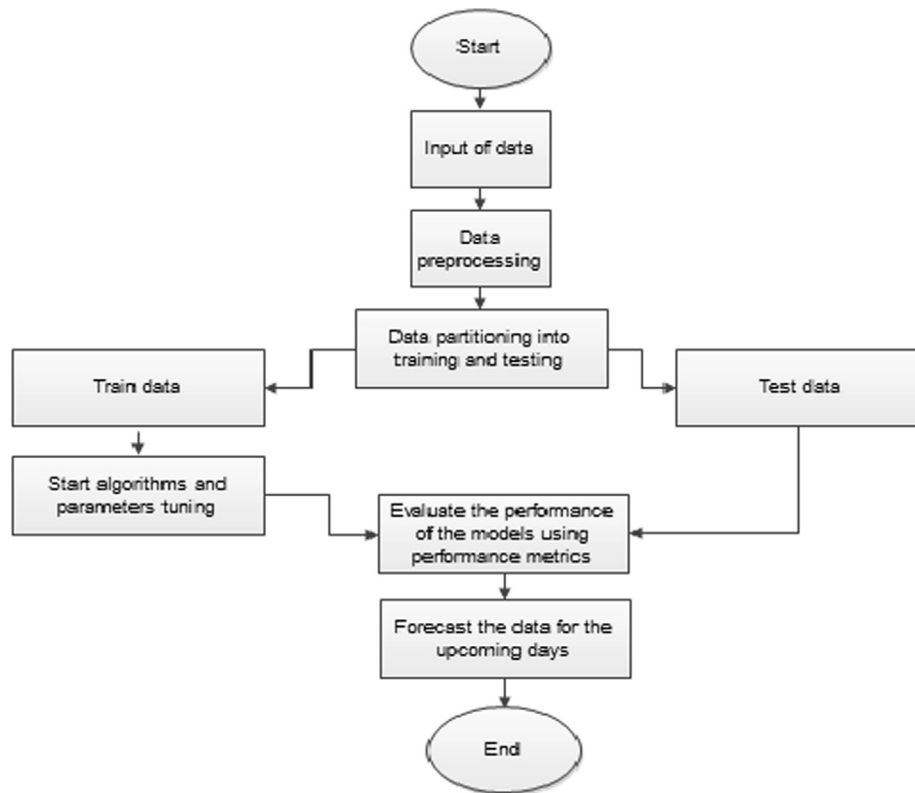 Start
Input of data
Data
preprocessing
Data partitioning into
training and testing
Train data
Test data
Start algorithms and
parameters tuning
Evaluate the performance
of the models using
performance metrics
Forecast the data for the
upcoming days
End